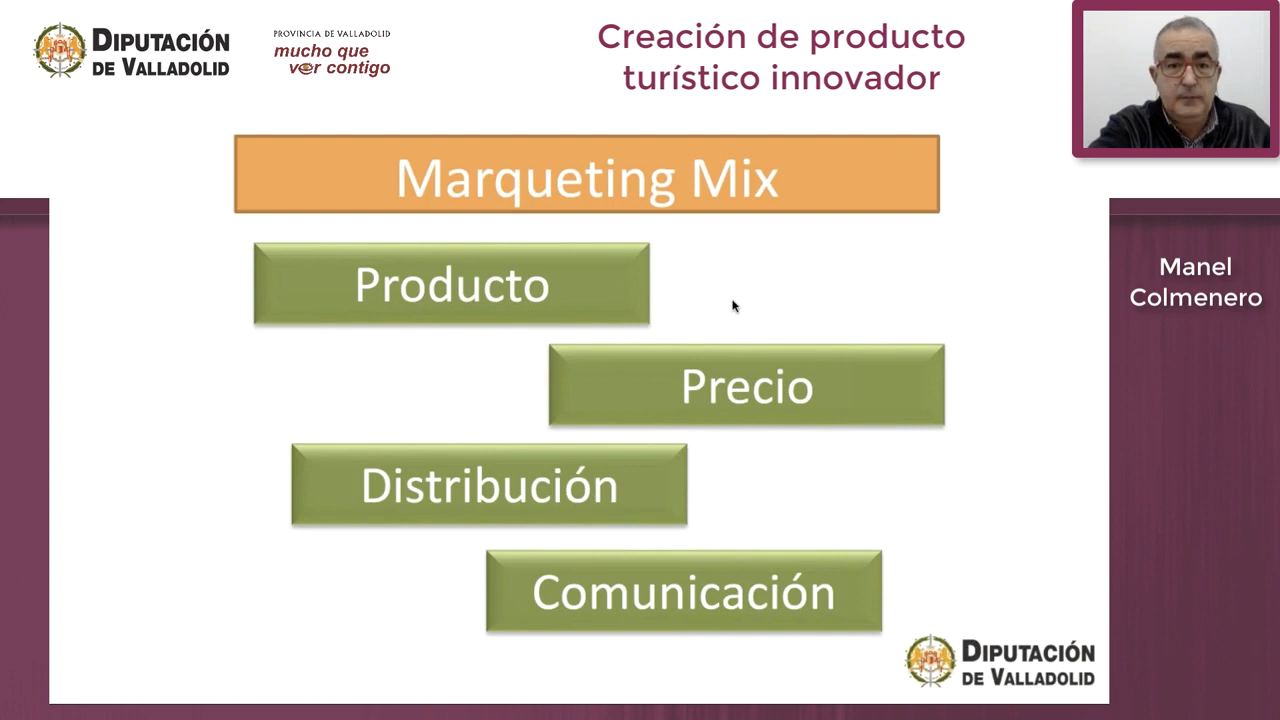 DIPUTACIÓN
DE VALLADOLID
PROVINCIA DE VALLADOLID
mucho que
ver contigo
Creación de producto
turístico innovador
Marqueting Mix
Producto
Precio
Distribución
Comunicación
Manel
Colmenero
DIPUTACIÓN
DE VALLADOLID